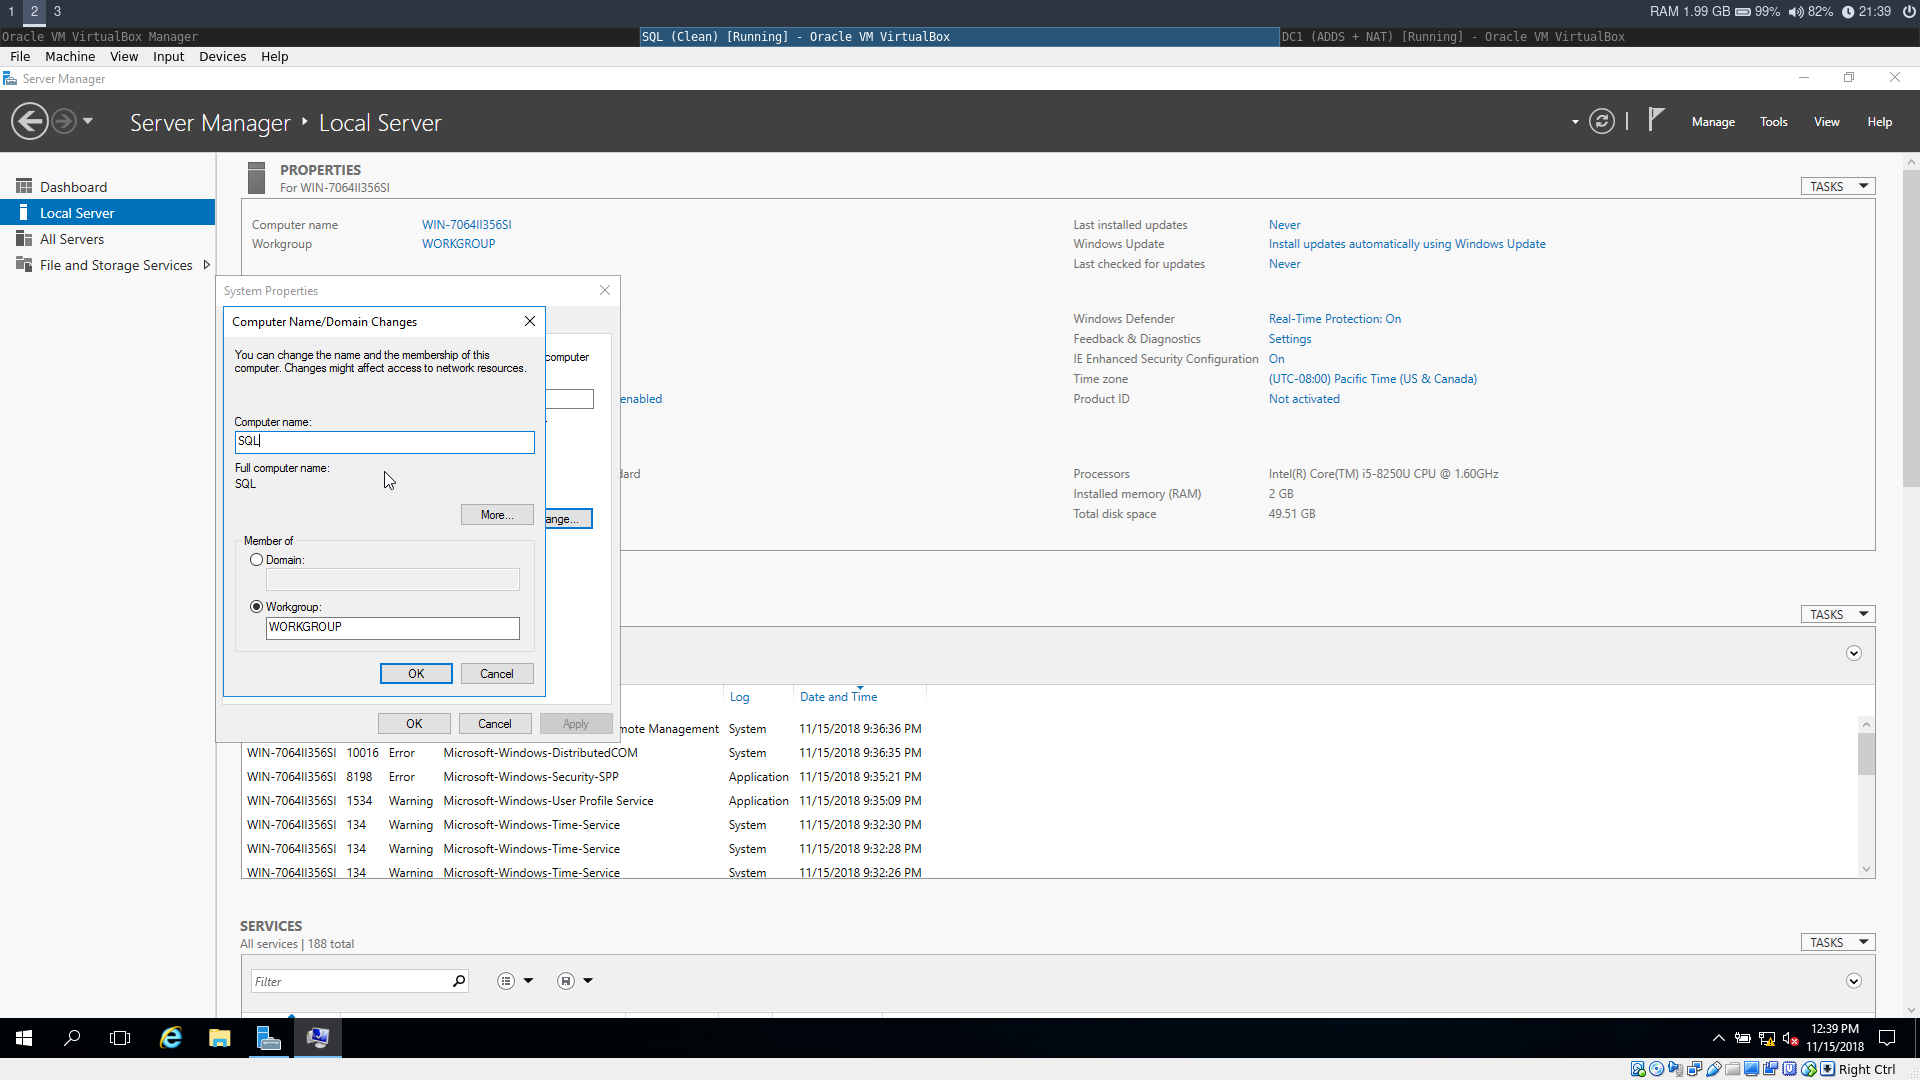 1 2 3
RAM 1.99 GB 99% 82% 21:39
Oracle VM VirtualBox Manager
SQL (Clean) [Running] - Oracle VM VirtualBox
DC1 (ADDS + NAT) [Running] - Oracle VM VirtualBox
File Machine View Input Devices Help
Server Manager
Server Manager Local Server
Manage Tools View Help
Dashboard
Local Server
All Servers
File and Storage Services
PROPERTIES
For WIN-7064II356SI
TASKS
Computer name WIN-7064II356SI
Workgroup WORKGROUP
Last installed updates Never
Windows Update Install updates automatically using Windows Update
Last checked for updates Never
Windows Defender Real-Time Protection: On
Feedback & Diagnostics Settings
IE Enhanced Security Configuration On
Time zone (UTC-08:00) Pacific Time (US & Canada)
Product ID Not activated
enabled
dard
Processors Intel(R) Core(TM) i5-8250U CPU @ 1.60GHz
Installed memory (RAM) 2 GB
Total disk space 49.51 GB
System Properties
computer
ange...
OK Cancel Apply
Computer Name/Domain Changes
You can change the name and the membership of this
computer. Changes might affect access to network resources.
Computer name:
SQL
Full computer name:
SQL
More...
Member of
Domain:
Workgroup:
WORKGROUP
OK Cancel
TASKS
Log Date and Time
mote Management System 11/15/2018 9:36:36 PM
WIN-7064II356SI 10016 Error Microsoft-Windows-DistributedCOM System 11/15/2018 9:36:35 PM
WIN-7064II356SI 8198 Error Microsoft-Windows-Security-SPP Application 11/15/2018 9:35:21 PM
WIN-7064II356SI 1534 Warning Microsoft-Windows-User Profile Service Application 11/15/2018 9:35:09 PM
WIN-7064II356SI 134 Warning Microsoft-Windows-Time-Service System 11/15/2018 9:32:30 PM
WIN-7064II356SI 134 Warning Microsoft-Windows-Time-Service System 11/15/2018 9:32:28 PM
WIN-7064II356SI 134 Warning Microsoft-Windows-Time-Service System 11/15/2018 9:32:26 PM
SERVICES
All services | 188 total
TASKS
Filter
12:39 PM
11/15/2018
Right Ctrl